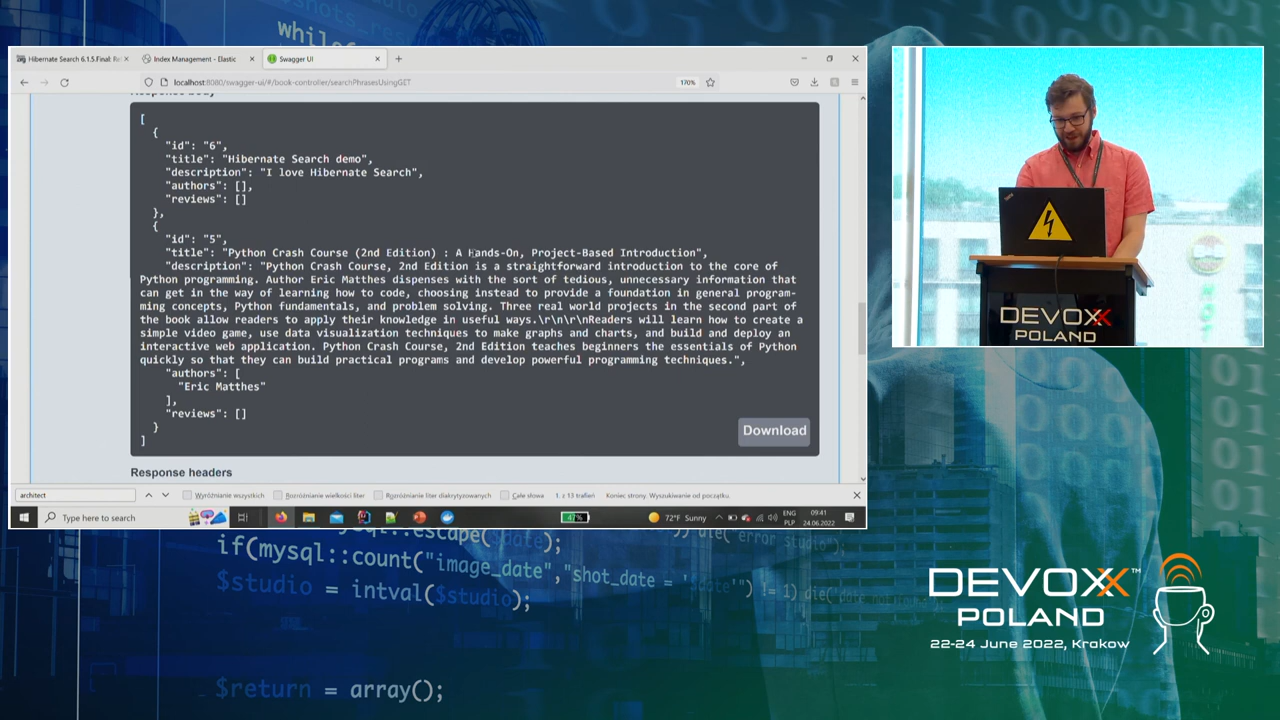 while
Hibernate Search 6.1.5.Final: Re
Index Management - Elastic
Swagger UI
localhost:8080/swagger-ui/#/book-controller/searchPhrasesUsingGET
170%
Response body
[
{
"id": "6",
"title": "Hibernate Search demo",
"description": "I love Hibernate Search",
"authors": [],
"reviews": []
},
{
"id": "5",
"title": "Python Crash Course (2nd Edition) : A Hands-On, Project-Based Introduction",
"description": "Python Crash Course, 2nd Edition is a straightforward introduction to the core of
Python programming. Author Eric Matthes dispenses with the sort of tedious, unnecessary information that
can get in the way of learning how to code, choosing instead to provide a foundation in general program-
ming concepts, Python fundamentals, and problem solving. Three real world projects in the second part of
the book allow readers to apply their knowledge in useful ways.\r\n\r\nReaders will learn how to create a
simple video game, use data visualization techniques to make graphs and charts, and build and deploy an
interactive web application. Python Crash Course, 2nd Edition teaches beginners the essentials of Python
quickly so that they can build practical programs and develop powerful programming techniques.",
"authors": [
"Eric Matthes"
],
"reviews": []
}
]
Download
Response headers
architect
Wyróżnianie wszystkich
Rozróżnianie wielkości liter
Rozróżnianie liter diakrytyzowanych
Całe słowa
1. z 13 trafień
Koniec strony. Wyszukiwanie od początku.
Type here to search
47%
72°F Sunny
ENG
PLP
09:41
24.06.2022
DEVOXX
POLAND
if(mysql::count("image_date","shot_date = '$date'") != 1) die(
$studio = intval($studio);
$return = array();
DEVOXX™
POLAND
22-24 June 2022, Krakow